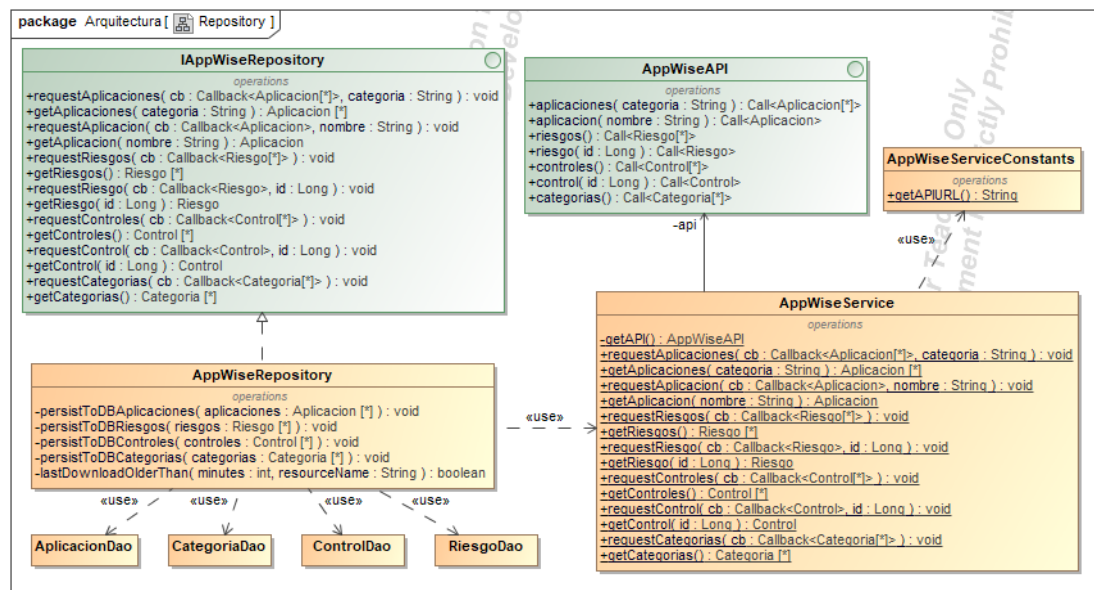 package Arquitectura [ Repository ]
IAppWiseRepository
operations
+requestAplicaciones( cb : Callback<Aplicacion[*]>, categoria : String ) : void
+getAplicaciones( categoria : String ) : Aplicacion [*]
+requestAplicacion( cb : Callback<Aplicacion>, nombre : String ) : void
+getAplicacion( nombre : String ) : Aplicacion
+requestRiesgos( cb : Callback<Riesgo[*]> ) : void
+getRiesgos() : Riesgo [*]
+requestRiesgo( cb : Callback<Riesgo>, id : Long ) : void
+getRiesgo( id : Long ) : Riesgo
+requestControles( cb : Callback<Control[*]> ) : void
+getControles() : Control [*]
+requestControl( cb : Callback<Control>, id : Long ) : void
+getControl( id : Long ) : Control
+requestCategorias( cb : Callback<Categoria[*]> ) : void
+getCategorias() : Categoria [*]
AppWiseAPI
operations
+aplicaciones( categoria : String ) : Call<Aplicacion[*]>
+aplicacion( nombre : String ) : Call<Aplicacion>
+riesgos() : Call<Riesgo[*]>
+riesgo( id : Long ) : Call<Riesgo>
+controles() : Call<Control[*]>
+control( id : Long ) : Call<Control>
+categorias() : Call<Categoria[*]>
AppWiseServiceConstants
operations
+getAPIURL() : String
-api
«use»
AppWiseService
operations
-getAPI() : AppWiseAPI
+requestAplicaciones( cb : Callback<Aplicacion[*]>, categoria : String ) : void
+getAplicaciones( categoria : String ) : Aplicacion [*]
+requestAplicacion( cb : Callback<Aplicacion>, nombre : String ) : void
+getAplicacion( nombre : String ) : Aplicacion
+requestRiesgos( cb : Callback<Riesgo[*]> ) : void
+getRiesgos() : Riesgo [*]
+requestRiesgo( cb : Callback<Riesgo>, id : Long ) : void
+getRiesgo( id : Long ) : Riesgo
+requestControles( cb : Callback<Control[*]> ) : void
+getControles() : Control [*]
+requestControl( cb : Callback<Control>, id : Long ) : void
+getControl( id : Long ) : Control
+requestCategorias( cb : Callback<Categoria[*]> ) : void
+getCategorias() : Categoria [*]
AppWiseRepository
operations
-persistToDBAplicaciones( aplicaciones : Aplicacion [*] ) : void
-persistToDBRiesgos( riesgos : Riesgo [*] ) : void
-persistToDBControles( controles : Control [*] ) : void
-persistToDBCategorias( categorias : Categoria [*] ) : void
-lastDownloadOlderThan( minutes : int, resourceName : String ) : boolean
«use»
«use» «use» «use» «use»
AplicacionDao
CategoriaDao
ControlDao
RiesgoDao
Only